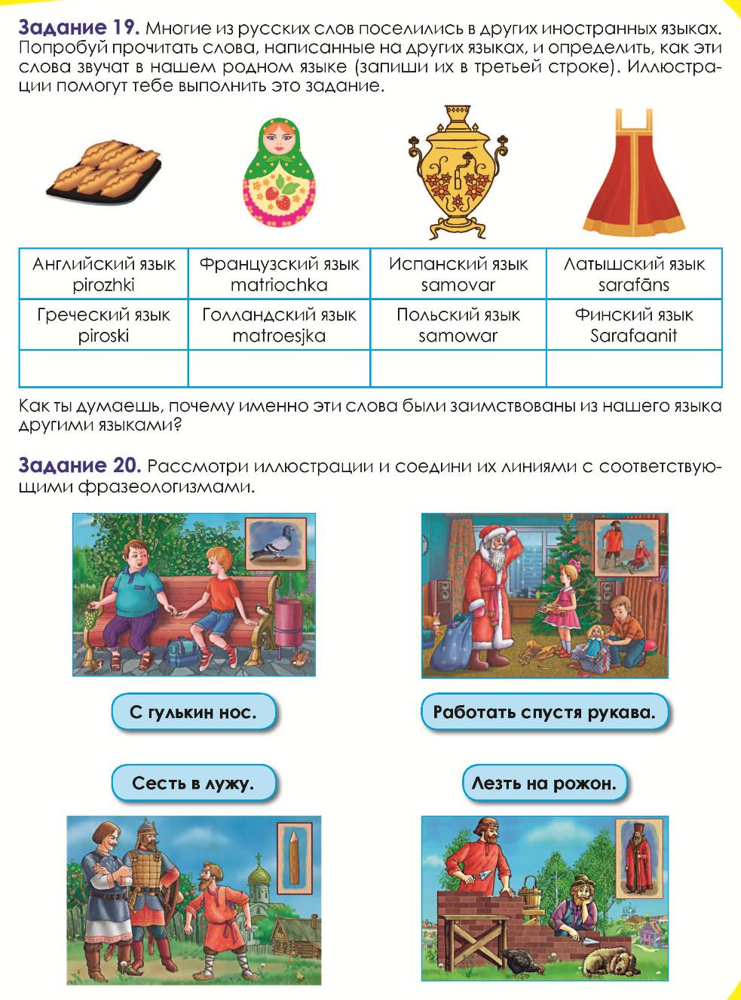 Задание 19. Многие из русских слов поселились в других иностранных языках.
Попробуй прочитать слова, написанные на других языках, и определить, как эти
слова звучат в нашем родном языке (запиши их в третьей строке). Иллюстра-
ции помогут тебе выполнить это задание.
Английский язык
pirozhki
Французский язык
matriochka
Испанский язык
samovar
Латышский язык
sarafāns
Греческий язык
piroski
Голландский язык
matroesjka
Польский язык
samowar
Финский язык
Sarafaanit
Как ты думаешь, почему именно эти слова были заимствованы из нашего языка
другими языками?
Задание 20. Рассмотри иллюстрации и соедини их линиями с соответствую-
щими фразеологизмами.
С гулькин нос.
Работать спустя рукава.
Сесть в лужу.
Лезть на рожон.